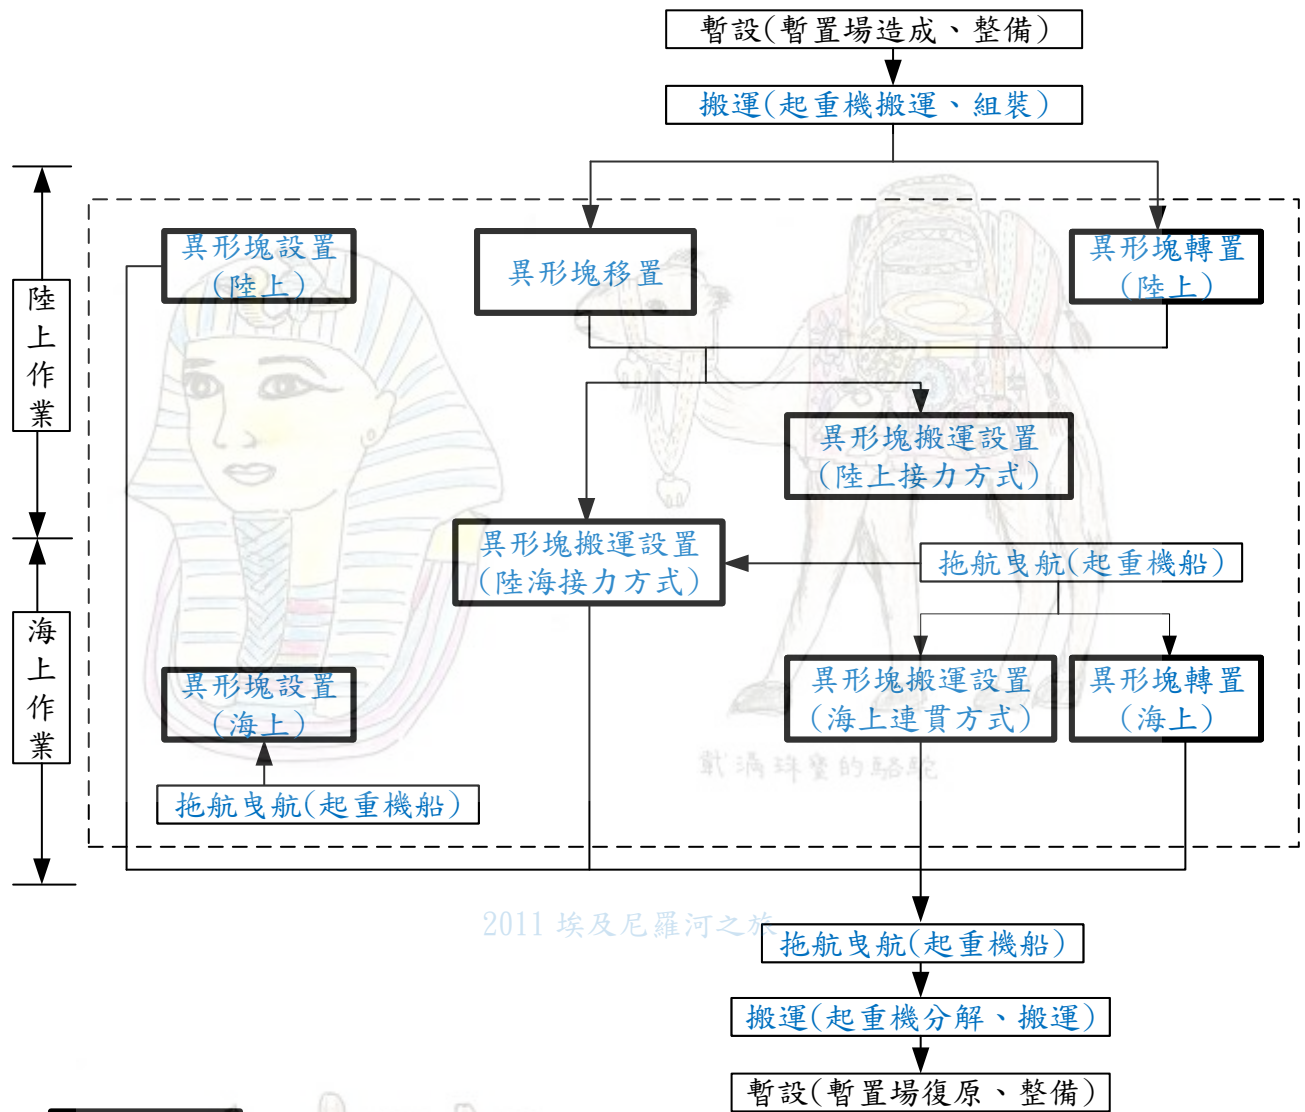 暫設(暫置場造成、整備)
搬運(起重機搬運、組裝)
陸上作業
異形塊設置
(陸上)
異形塊移置
異形塊轉置
(陸上)
異形塊搬運設置
(陸上接力方式)
異形塊搬運設置
(陸海接力方式)
拖航曳航(起重機船)
海上作業
異形塊設置
(海上)
異形塊搬運設置
(海上連貫方式)
異形塊轉置
(海上)
載滿珠寶的駱駝
拖航曳航(起重機船)
2011 埃及尼羅河之旅
拖航曳航(起重機船)
搬運(起重機分解、搬運)
暫設(暫置場復原、整備)